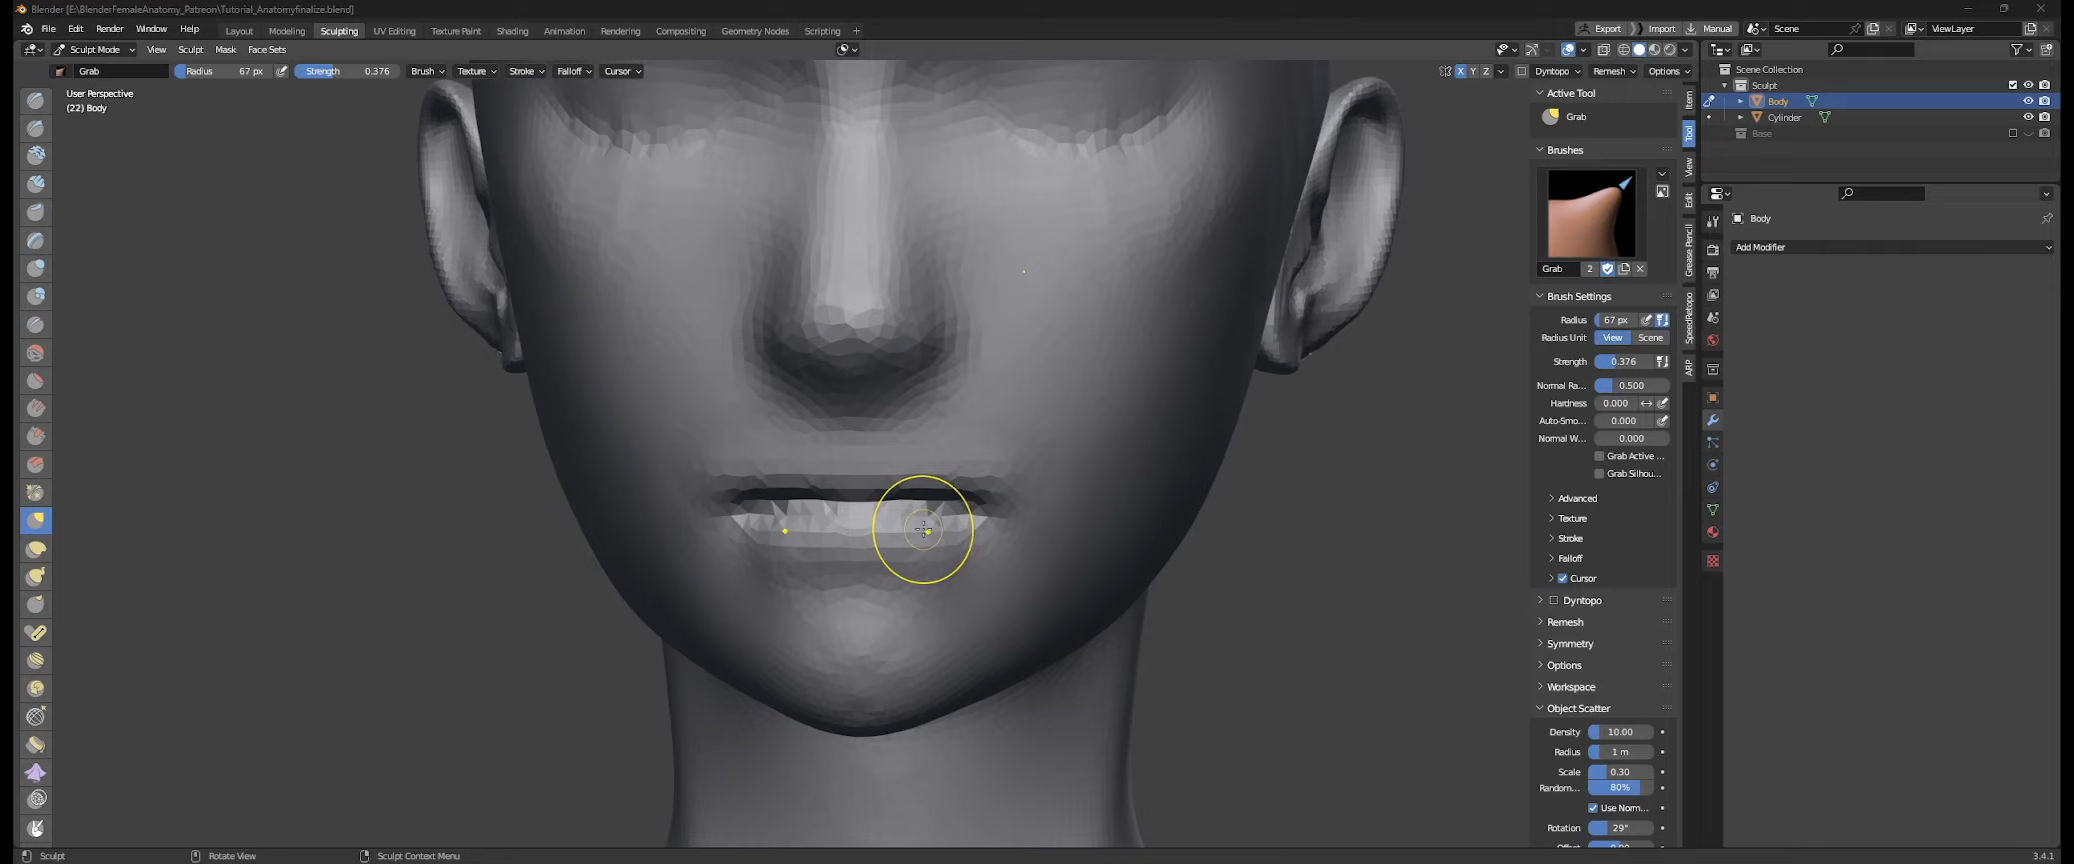 Blender [E:\BlenderFemaleAnatomy_Patreon\Tutorial_Anatomyfinalize.blend]
File Edit Render Window Help Layout Modeling Sculpting UV Editing Texture Paint Shading Animation Rendering Compositing Geometry Nodes Scripting + Export Import Manual Scene ViewLayer
Sculpt Mode View Sculpt Mask Face Sets
Grab Radius 67 px Strength 0.376 Brush Texture Stroke Falloff Cursor X Y Z Dyntopo Remesh Options
User Perspective
(22) Body
Active Tool
Grab
Brushes
Grab 2
Brush Settings
Radius 67 px
Radius Unit View Scene
Strength 0.376
Normal Ra... 0.500
Hardness 0.000
Auto-Smo... 0.000
Normal W... 0.000
Grab Active ...
Grab Silhou...
Advanced
Texture
Stroke
Falloff
Cursor
Dyntopo
Remesh
Symmetry
Options
Workspace
Object Scatter
Density 10.00
Radius 1 m
Scale 0.30
Random... 80%
Use Norm...
Rotation 29°
Item
Tool
View
Edit
Grease Pencil
SpeedRetopo
ARP
Scene Collection
Sculpt
Body
Cylinder
Base
Body
Add Modifier
Sculpt Rotate View Sculpt Context Menu 3.4.1